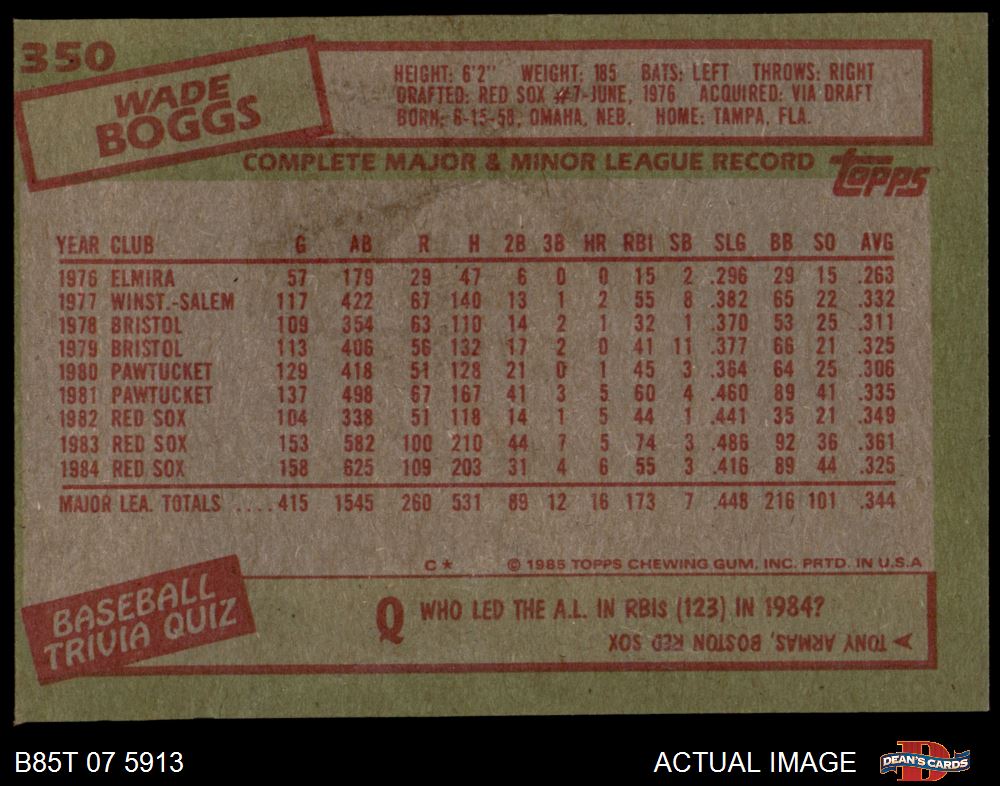 350
WADE
BOGGS
HEIGHT: 6'2" WEIGHT: 185 BATS: LEFT THROWS: RIGHT
DRAFTED: RED SOX #7-JUNE, 1976 ACQUIRED: VIA DRAFT
BORN: 6-15-58, OMAHA, NEB. HOME: TAMPA, FLA.
COMPLETE MAJOR & MINOR LEAGUE RECORD
topps
YEAR CLUB G AB R H 2B 3B HR RBI SB SLG BB SO AVG
1976 ELMIRA 57 179 29 47 6 0 0 15 2 .296 29 15 .263
1977 WINST.-SALEM 117 422 67 140 13 1 2 55 8 .382 65 22 .332
1978 BRISTOL 109 354 63 110 14 2 1 32 1 .370 53 25 .311
1979 BRISTOL 113 406 56 132 17 2 0 41 11 .377 66 21 .325
1980 PAWTUCKET 129 418 51 128 21 0 1 45 3 .364 64 25 .306
1981 PAWTUCKET 137 498 67 167 41 3 5 60 4 .460 89 41 .335
1982 RED SOX 104 338 51 118 14 1 5 44 1 .441 35 21 .349
1983 RED SOX 153 582 100 210 44 7 5 74 3 .486 92 36 .361
1984 RED SOX 158 625 109 203 31 4 6 55 3 .416 89 44 .325
MAJOR LEA. TOTALS ....415 1545 260 531 89 12 16 173 7 .448 216 101 .344
C* © 1985 TOPPS CHEWING GUM, INC. PRTD. IN U.S.A
BASEBALL
TRIVIA QUIZ
Q WHO LED THE A.L. IN RBIs (123) IN 1984?
TONY ARMAS, BOSTON RED SOX
B85T 07 5913
ACTUAL IMAGE
DEAN'S CARDS